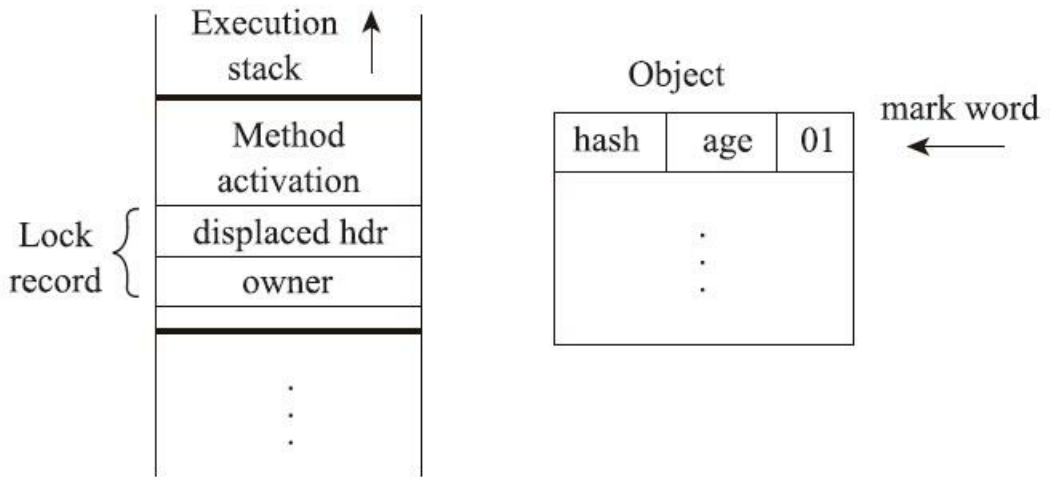 Execution
stack
Method
activation
Lock
record
displaced hdr
owner
Object
hash age 01
mark word